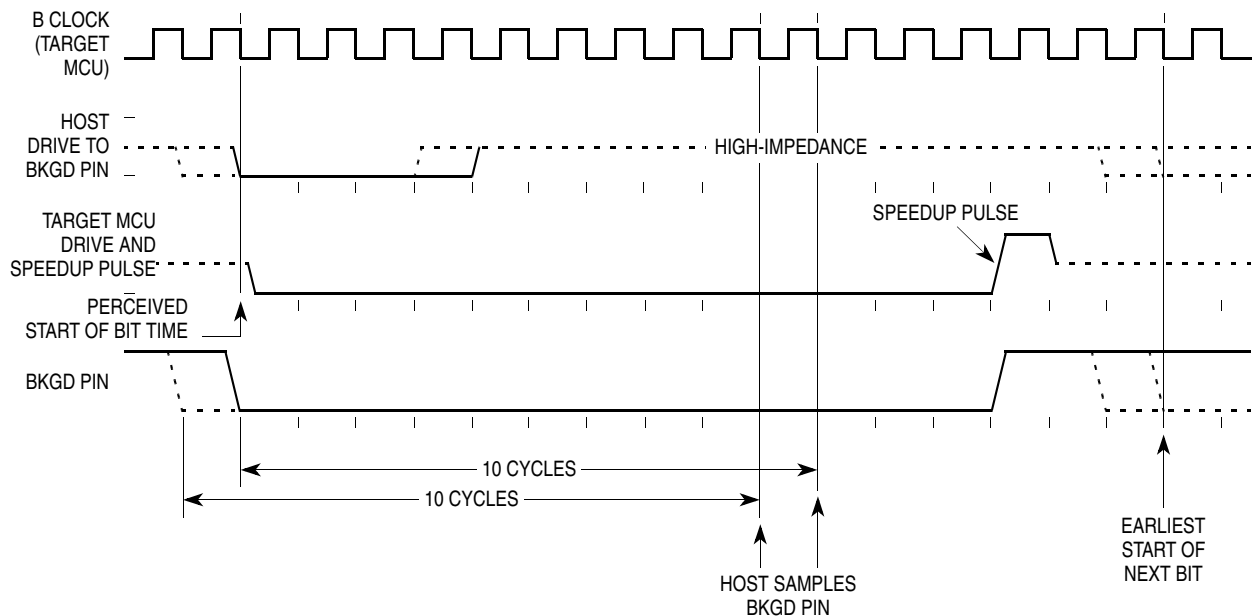 B CLOCK
(TARGET
MCU)
HOST
DRIVE TO
BKGD PIN
HIGH-IMPEDANCE
TARGET MCU
DRIVE AND
SPEEDUP PULSE
SPEEDUP PULSE
PERCEIVED
START OF BIT TIME
BKGD PIN
10 CYCLES
10 CYCLES
HOST SAMPLES
BKGD PIN
EARLIEST
START OF
NEXT BIT